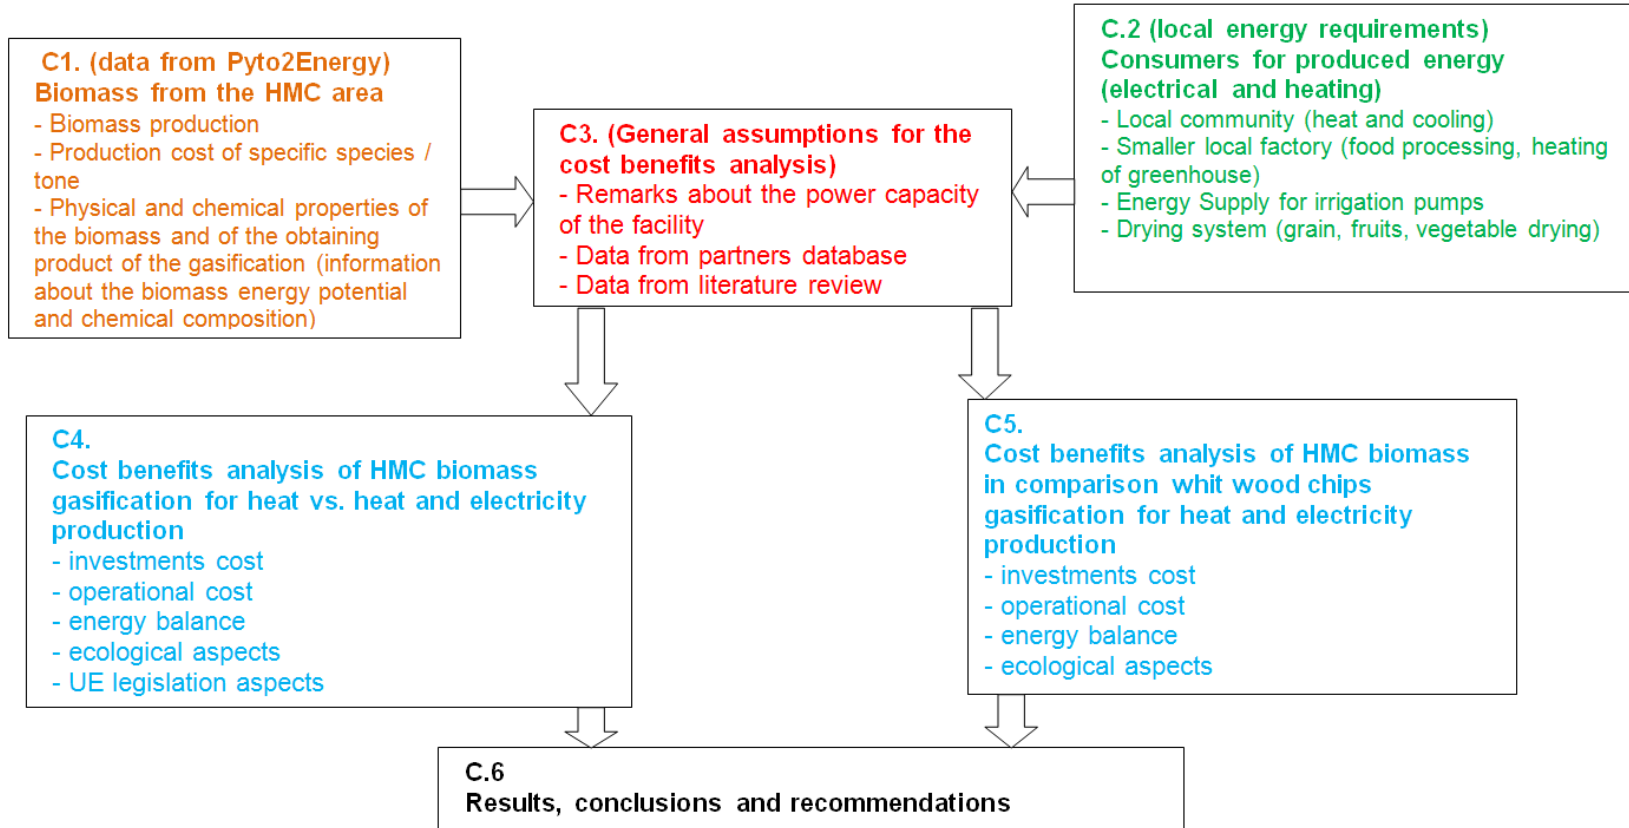 C1. (data from Pyto2Energy)
Biomass from the HMC area
- Biomass production
- Production cost of specific species /
tone
- Physical and chemical properties of
the biomass and of the obtaining
product of the gasification (information
about the biomass energy potential
and chemical composition)
C3. (General assumptions for the
cost benefits analysis)
- Remarks about the power capacity
of the facility
- Data from partners database
- Data from literature review
C.2 (local energy requirements)
Consumers for produced energy
(electrical and heating)
- Local community (heat and cooling)
- Smaller local factory (food processing, heating
of greenhouse)
- Energy Supply for irrigation pumps
- Drying system (grain, fruits, vegetable drying)
C4.
Cost benefits analysis of HMC biomass
gasification for heat vs. heat and electricity
production
- investments cost
- operational cost
- energy balance
- ecological aspects
- UE legislation aspects
C5.
Cost benefits analysis of HMC biomass
in comparison whit wood chips
gasification for heat and electricity
production
- investments cost
- operational cost
- energy balance
- ecological aspects
C.6
Results, conclusions and recommendations